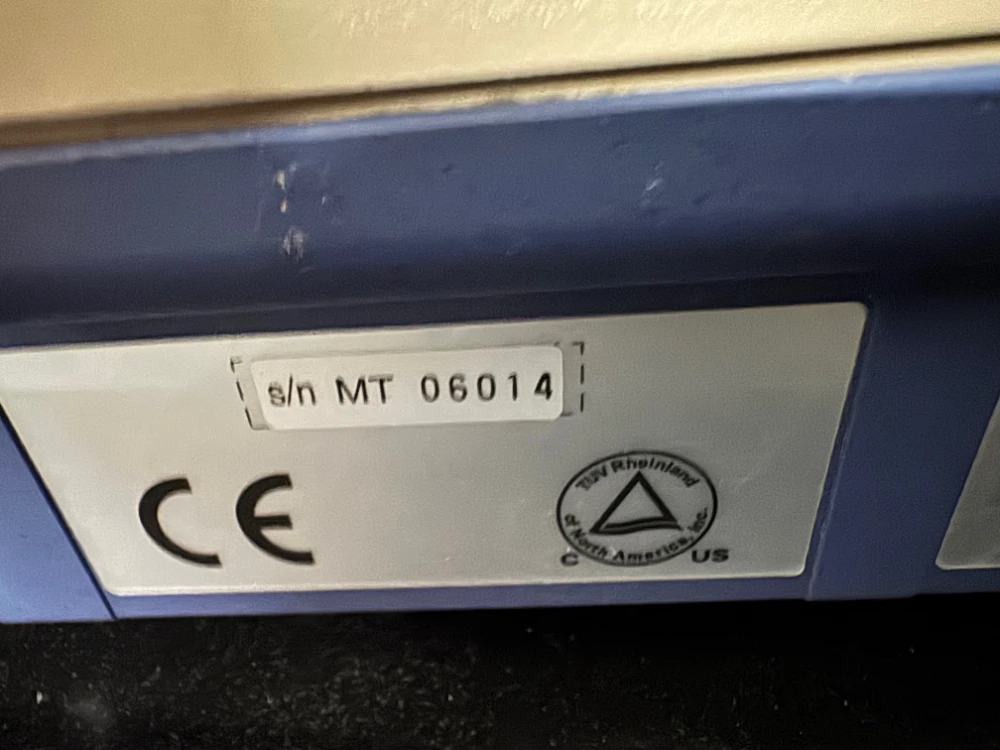 s/n MT 06014
CE
TÜV Rheinland
of North America, Inc.
C US